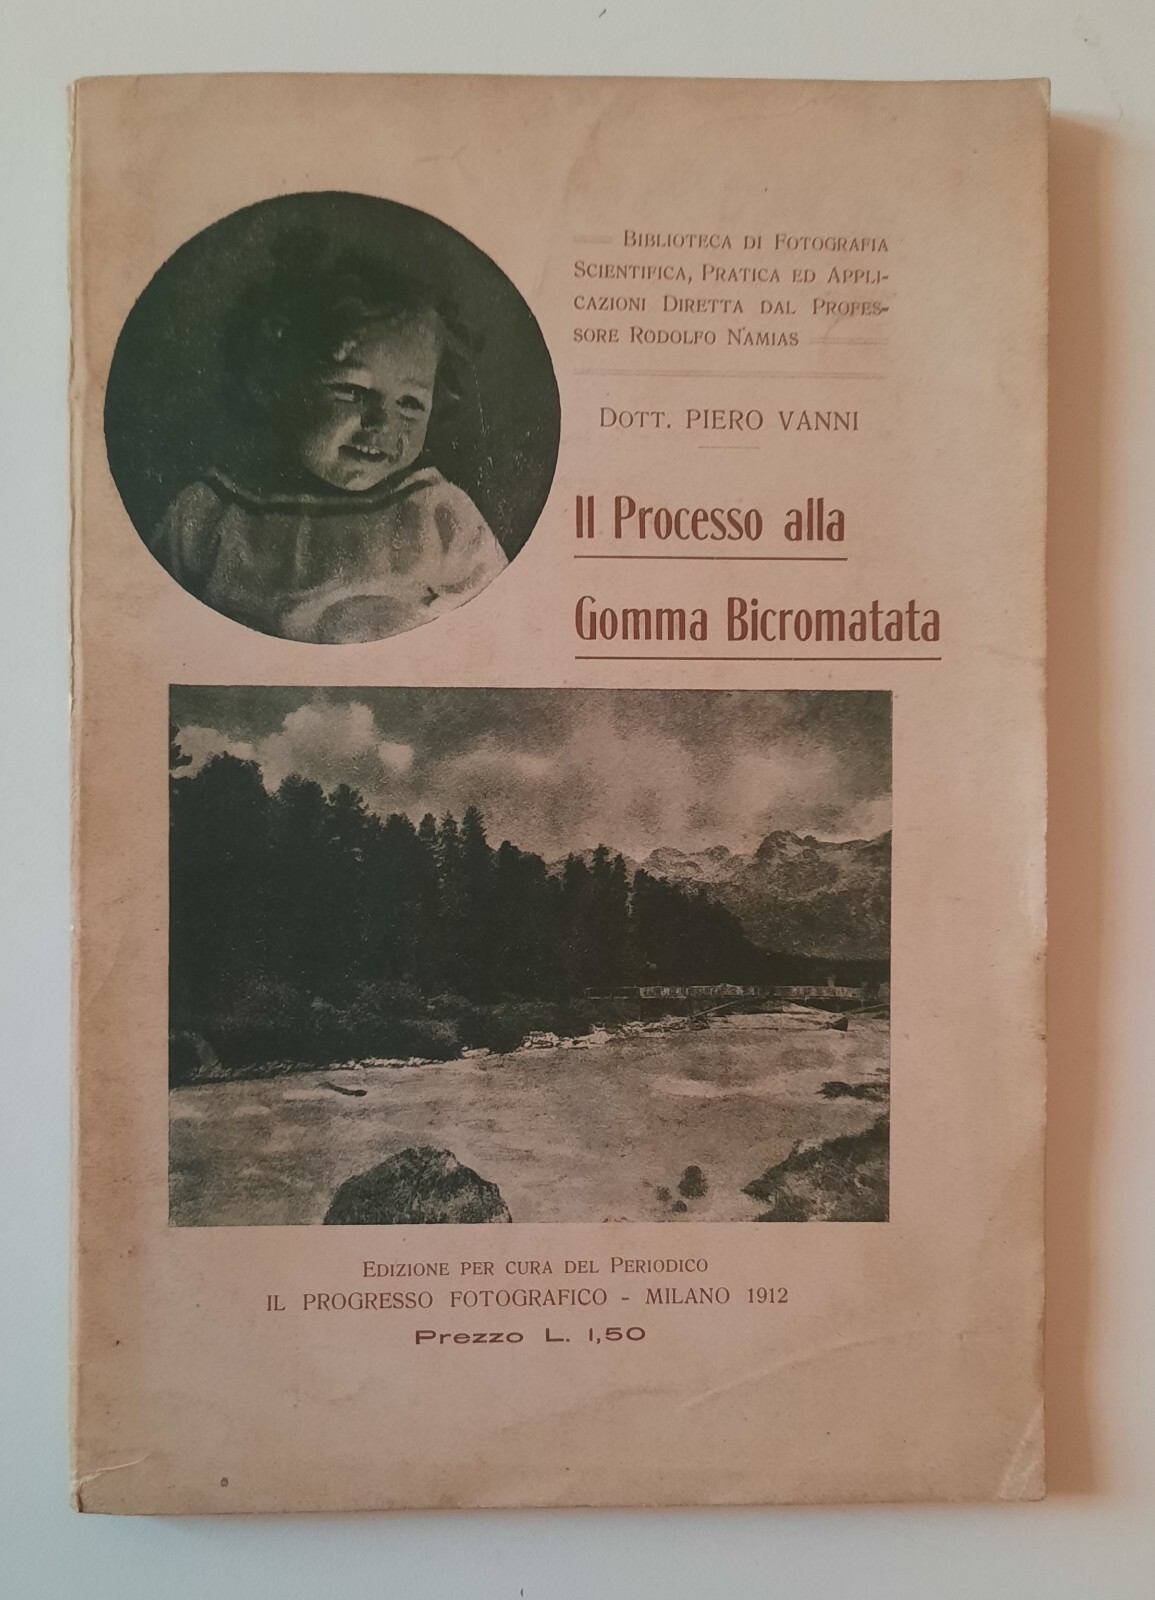 BIBLIOTECA DI FOTOGRAFIA
SCIENTIFICA, PRATICA ED APPLI-
CAZIONI DIRETTA DAL PROFES-
SORE RODOLFO NAMIAS
DOTT. PIERO VANNI
Il Processo alla
Gomma Bicromatata
EDIZIONE PER CURA DEL PERIODICO
IL PROGRESSO FOTOGRAFICO - MILANO 1912
Prezzo L. 1,50